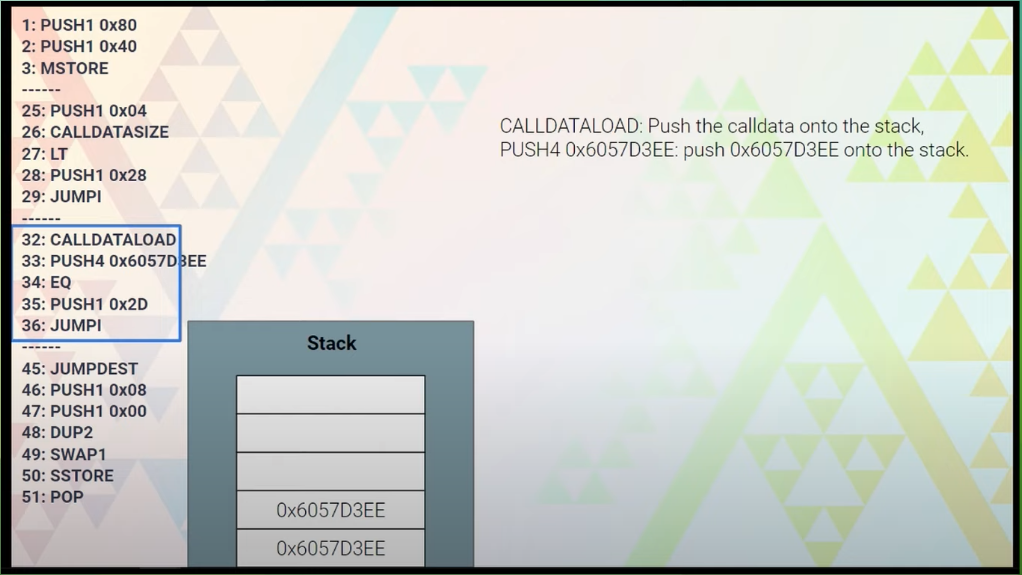 1: PUSH1 0x80
2: PUSH1 0x40
3: MSTORE
------
25: PUSH1 0x04
26: CALLDATASIZE
27: LT
28: PUSH1 0x28
29: JUMPI
------
32: CALLDATALOAD
33: PUSH4 0x6057D3EE
34: EQ
35: PUSH1 0x2D
36: JUMPI
------
45: JUMPDEST
46: PUSH1 0x08
47: PUSH1 0x00
48: DUP2
49: SWAP1
50: SSTORE
51: POP
CALLDATALOAD: Push the calldata onto the stack,
PUSH4 0x6057D3EE: push 0x6057D3EE onto the stack.
Stack
0x6057D3EE
0x6057D3EE